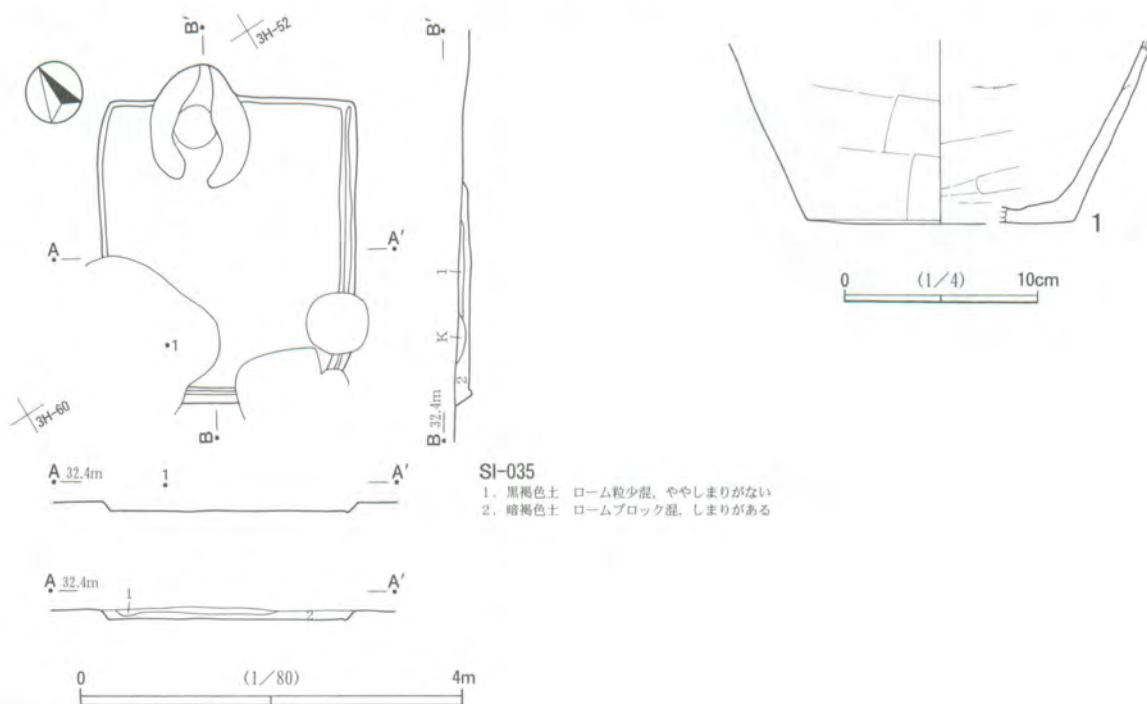 B′
3H-52
B′
A
A′
*1
3H-60
B
1
K
2
B 32.4m
A 32.4m
1
A′
A 32.4m
1
2
A′
0 (1/80) 4m
SI-035
1. 黒褐色土 ローム粒少混, ややしまりがない
2. 暗褐色土 ロームブロック混, しまりがある
1
0 (1/4) 10cm